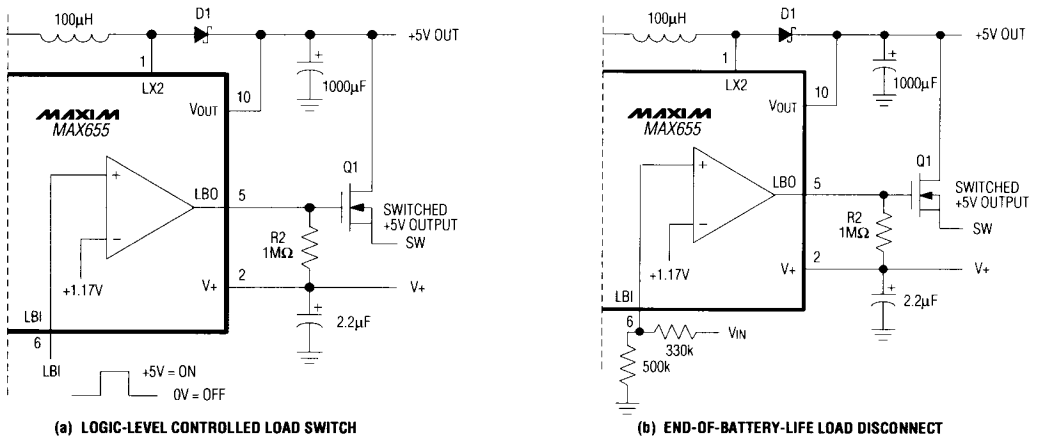 100µH
D1
+5V OUT
1
LX2
+
1000µF
10
VOUT
MAXIM
MAX655
+
−
+1.17V
LBO
5
Q1
SWITCHED
+5V OUTPUT
SW
R2
1MΩ
V+
2
V+
+
2.2µF
LBI
6
LBI
+5V = ON
0V = OFF
(a) LOGIC-LEVEL CONTROLLED LOAD SWITCH
100µH
D1
+5V OUT
1
LX2
+
1000µF
10
VOUT
MAXIM
MAX655
+
−
+1.17V
LBO
5
Q1
SWITCHED
+5V OUTPUT
SW
R2
1MΩ
V+
2
V+
+
2.2µF
LBI
6
VIN
330k
500k
(b) END-OF-BATTERY-LIFE LOAD DISCONNECT